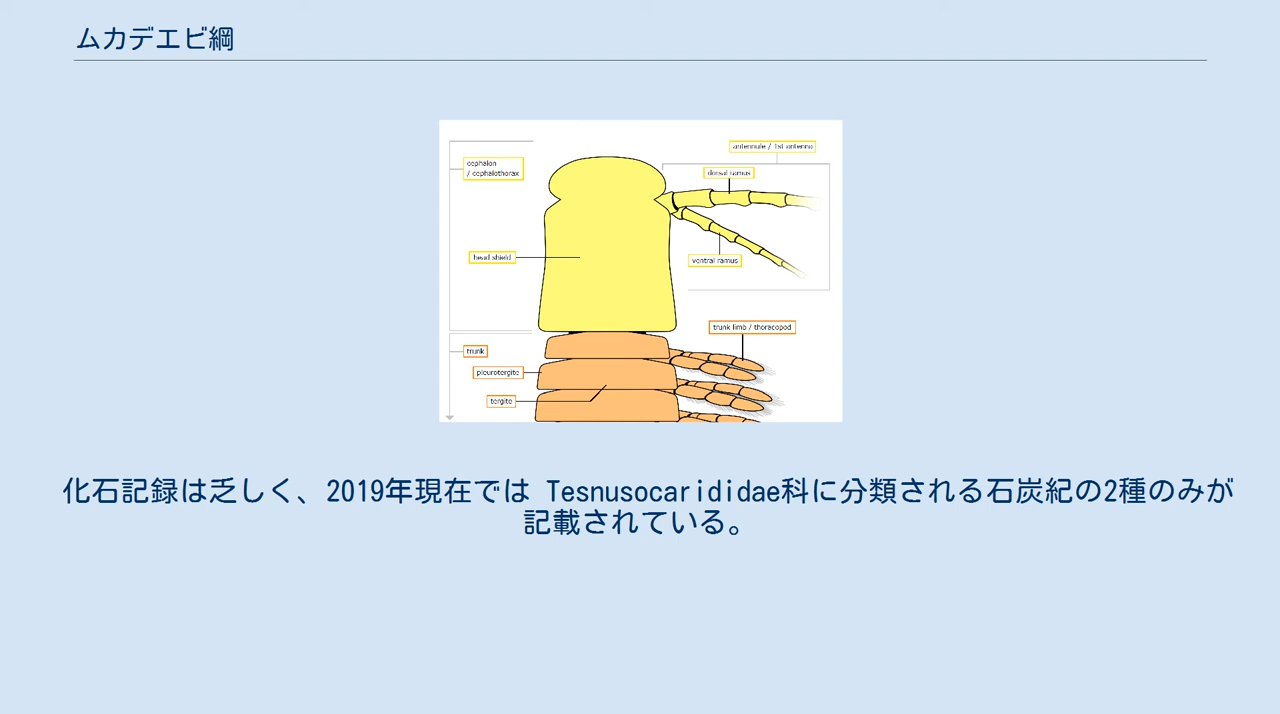 ムカデエビ綱
antennule / 1st antenna
cephalon
/ cephalothorax
dorsal ramus
head shield
ventral ramus
trunk limb / thoracopod
trunk
pleurotergite
tergite
化石記録は乏しく、2019年現在では Tesnusocarididae科に分類される石炭紀の2種のみが
記載されている。